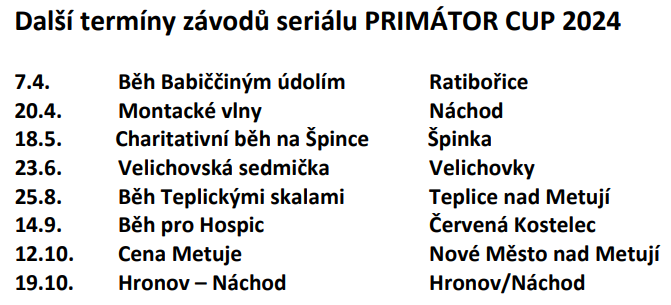 Další termíny závodů seriálu PRIMÁTOR CUP 2024
7.4. Běh Babiččiným údolím Ratibořice
20.4. Montacké vlny Náchod
18.5. Charitativní běh na Špince Špinka
23.6. Velichovská sedmička Velichovky
25.8. Běh Teplickými skalami Teplice nad Metují
14.9. Běh pro Hospic Červená Kostelec
12.10. Cena Metuje Nové Město nad Metují
19.10. Hronov – Náchod Hronov/Náchod